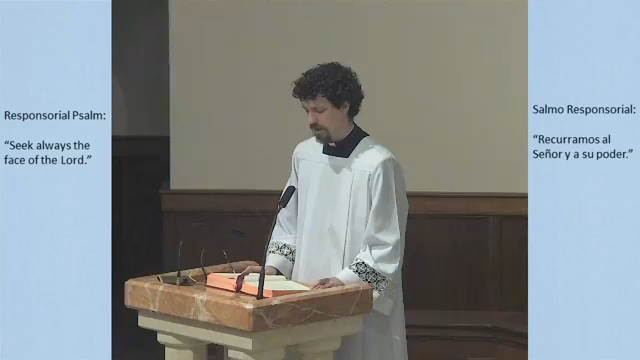 Responsorial Psalm:
“Seek always the
face of the Lord.”
Salmo Responsorial:
“Recurramos al
Señor y a su poder.”